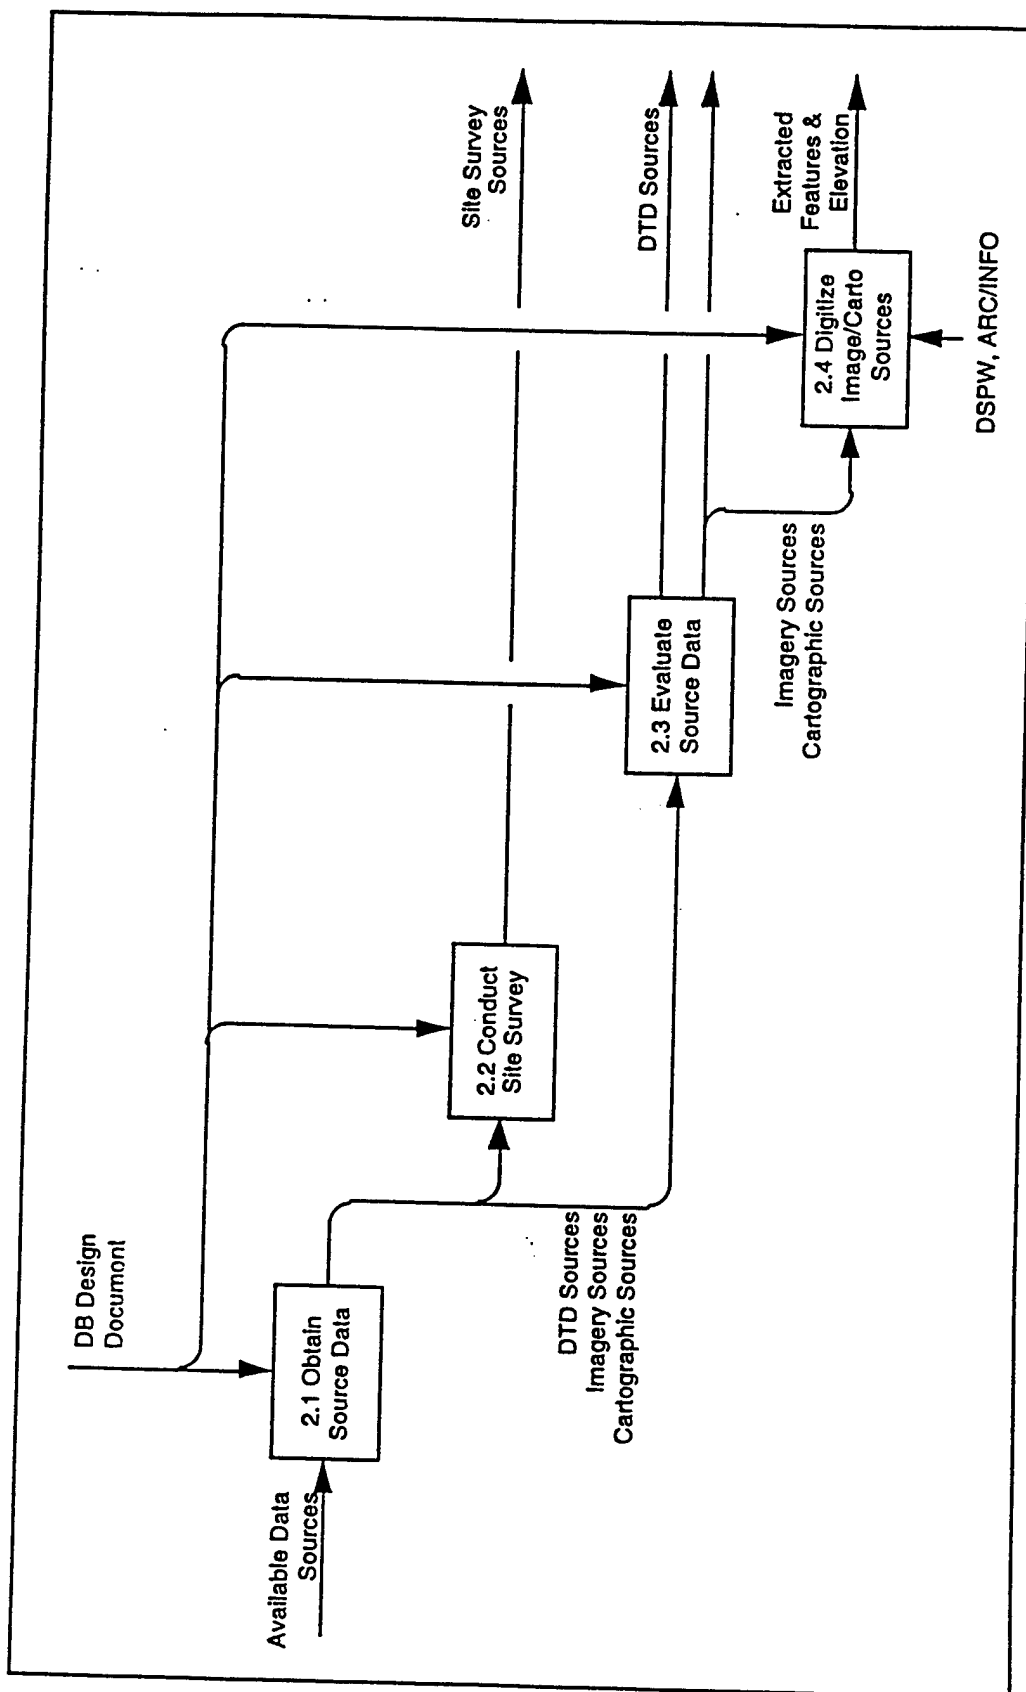 DB Design
Documont
Available Data
Sources
2.1 Obtain
Source Data
DTD Sources
Imagery Sources
Cartographic Sources
2.2 Conduct
Site Survey
Site Survey
Sources
2.3 Evaluate
Source Data
DTD Sources
Imagery Sources
Cartographic Sources
2.4 Digitize
Image/Carto
Sources
Extracted
Features &
Elevation
DSPW, ARC/INFO